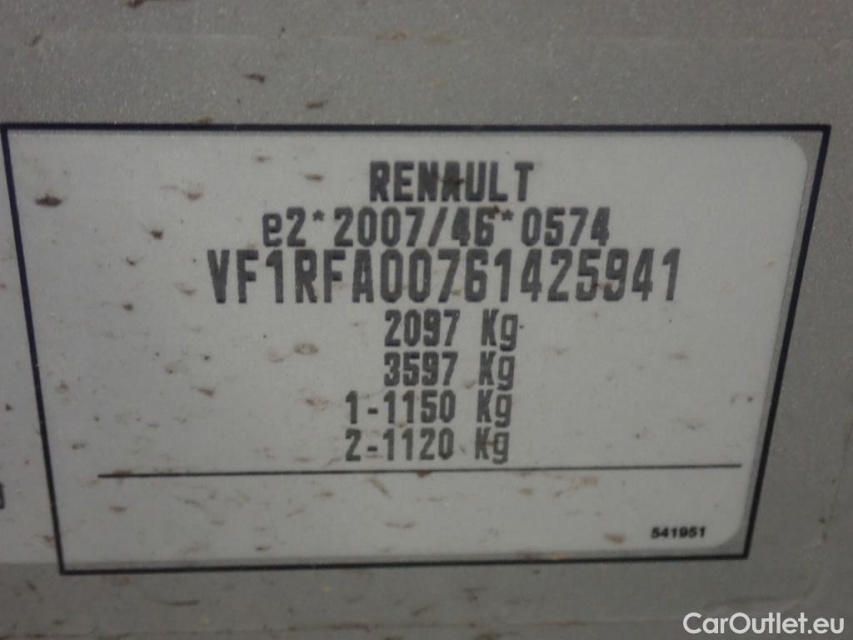 RENAULT
e2*2007/46*0574
VF1RFA00761425941
2097 Kg
3597 Kg
1-1150 Kg
2-1120 Kg
541951
CarOutlet.eu